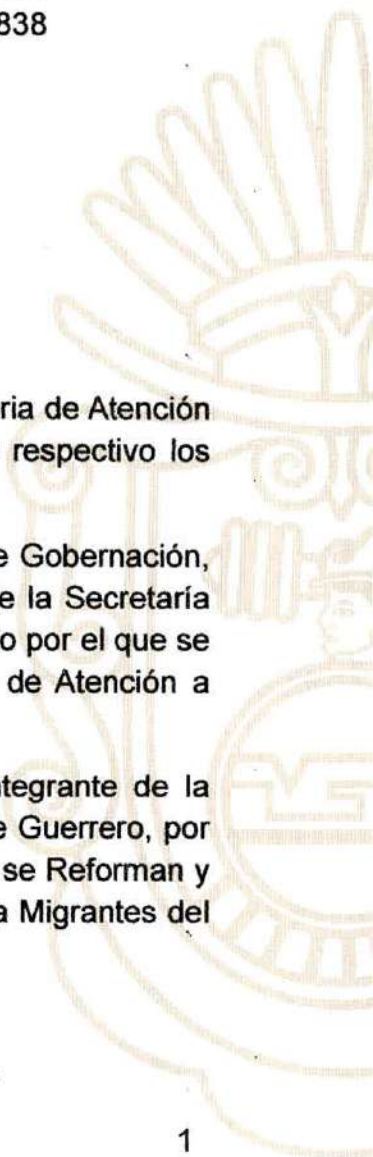 838
ria de Atención
respectivo los
e Gobernación,
e la Secretaría
o por el que se
de Atención a
ntegrante de la
e Guerrero, por
se Reforman y
a Migrantes del
1